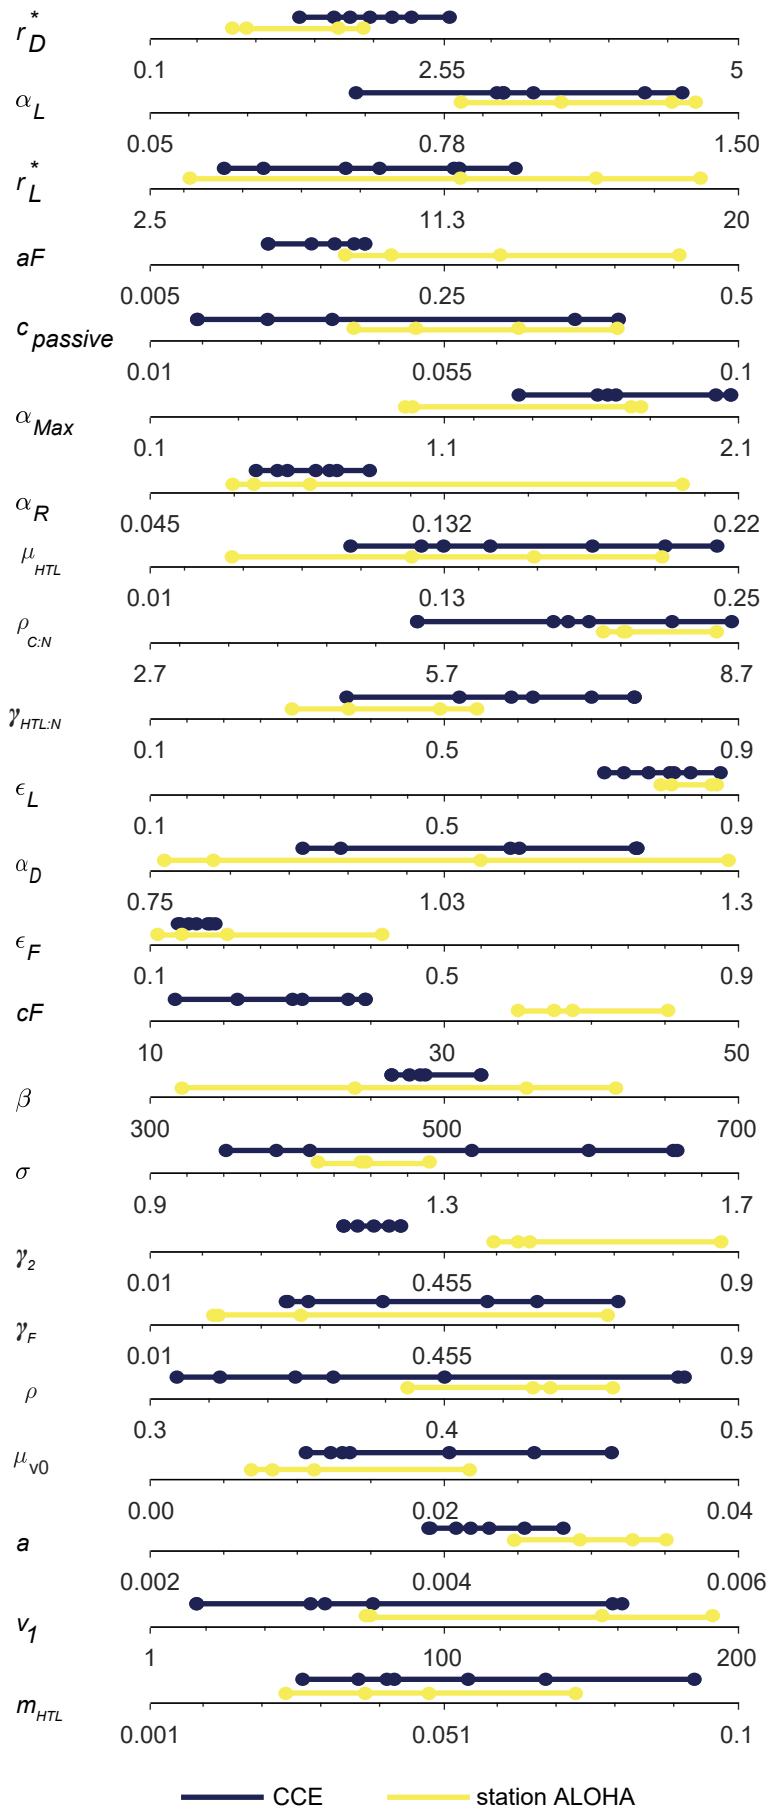 r*D
0.1 2.55 5
αL
0.05 0.78 1.50
r*L
2.5 11.3 20
aF
0.005 0.25 0.5
c passive
0.01 0.055 0.1
αMax
0.1 1.1 2.1
αR
0.045 0.132 0.22
μHTL
0.01 0.13 0.25
ρC:N
2.7 5.7 8.7
γHTL:N
0.1 0.5 0.9
ϵL
0.1 0.5 0.9
αD
0.75 1.03 1.3
ϵF
0.1 0.5 0.9
cF
10 30 50
β
300 500 700
σ
0.9 1.3 1.7
γ2
0.01 0.455 0.9
γF
0.01 0.455 0.9
ρ
0.3 0.4 0.5
μv0
0.00 0.02 0.04
a
0.002 0.004 0.006
v1
1 100 200
mHTL
0.001 0.051 0.1
CCE station ALOHA